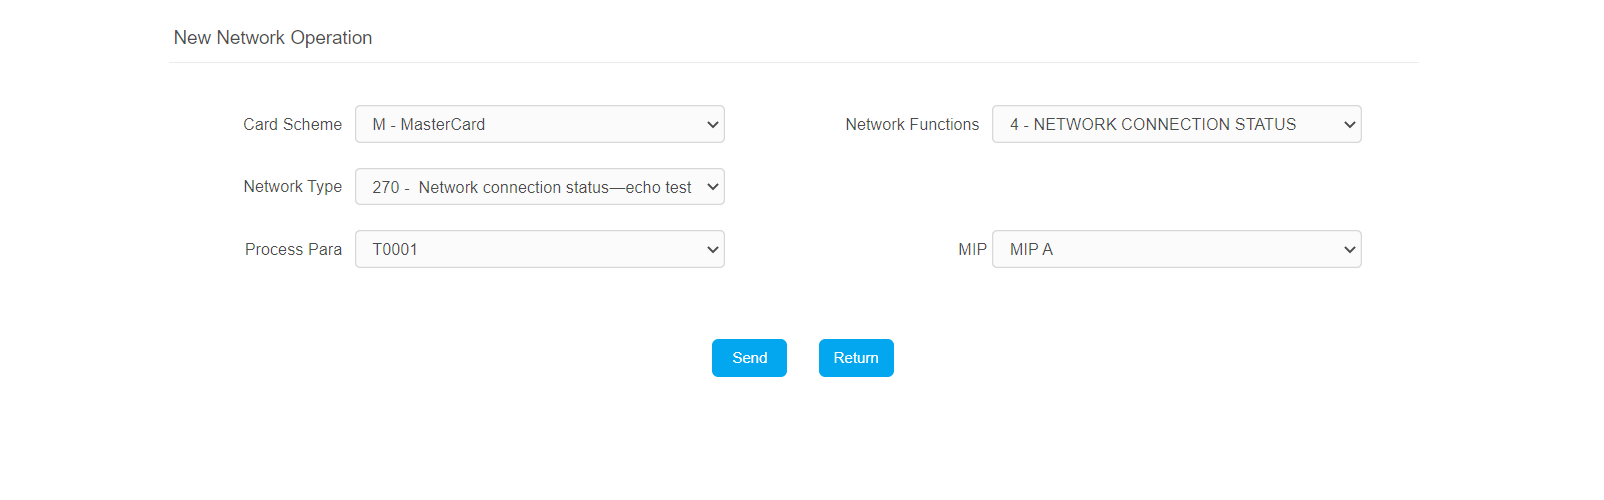 New Network Operation
Card Scheme M - MasterCard Network Functions 4 - NETWORK CONNECTION STATUS
Network Type 270 -  Network connection status—echo test
Process Para T0001 MIP MIP A
Send Return